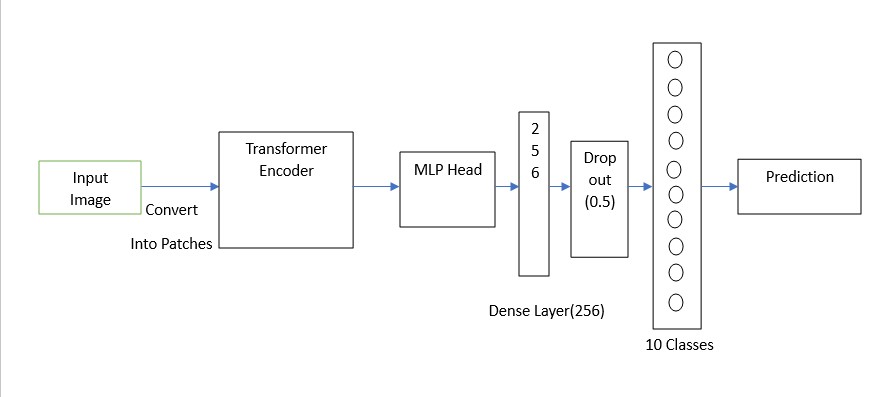 Input
Image
Convert
Into Patches
Transformer
Encoder
MLP Head
2
5
6
Dense Layer(256)
Drop
out
(0.5)
10 Classes
Prediction